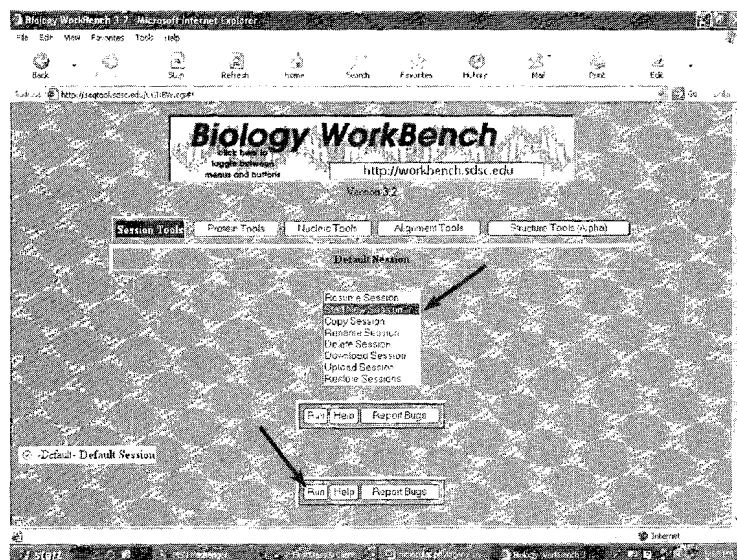 Biology WorkBench 3.2 Microsoft Internet Explorer
File Edit View Favorites Tools Help
Back Stop Refresh Home Search Favorites History Mail Print Edit
Biology WorkBench
click here to
toggle between
menus and buttons
http://workbench.sdsc.edu
Version 3.2
Session Tools Protein Tools Nucleic Tools Alignment Tools Structure Tools (Alpha)
Default Session
Resume Session
Start New Session
Copy Session
Rename Session
Delete Session
Download Session
Upload Session
Restore Sessions
Run Help Report Bugs
-Default- Default Session
Run Help Report Bugs
Internet
start